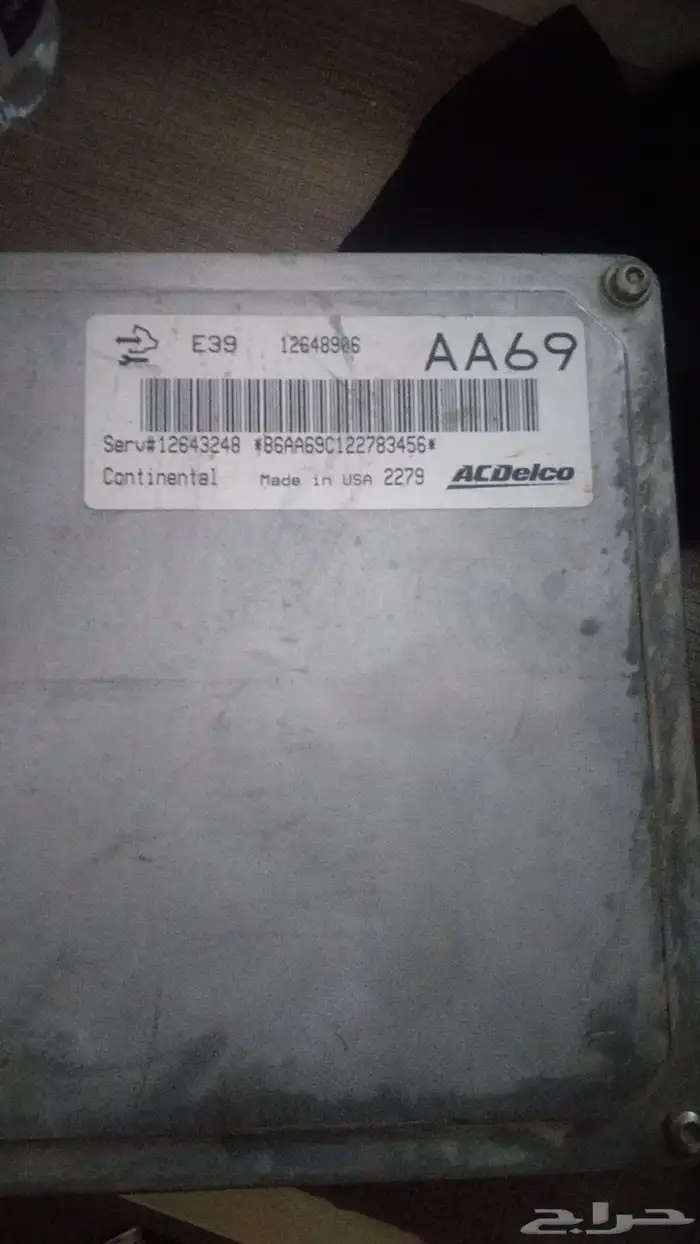 E39 12648906 AA69
Serv#12643248 *86AA69C122783456*
Continental Made in USA 2279 ACDelco
حراج